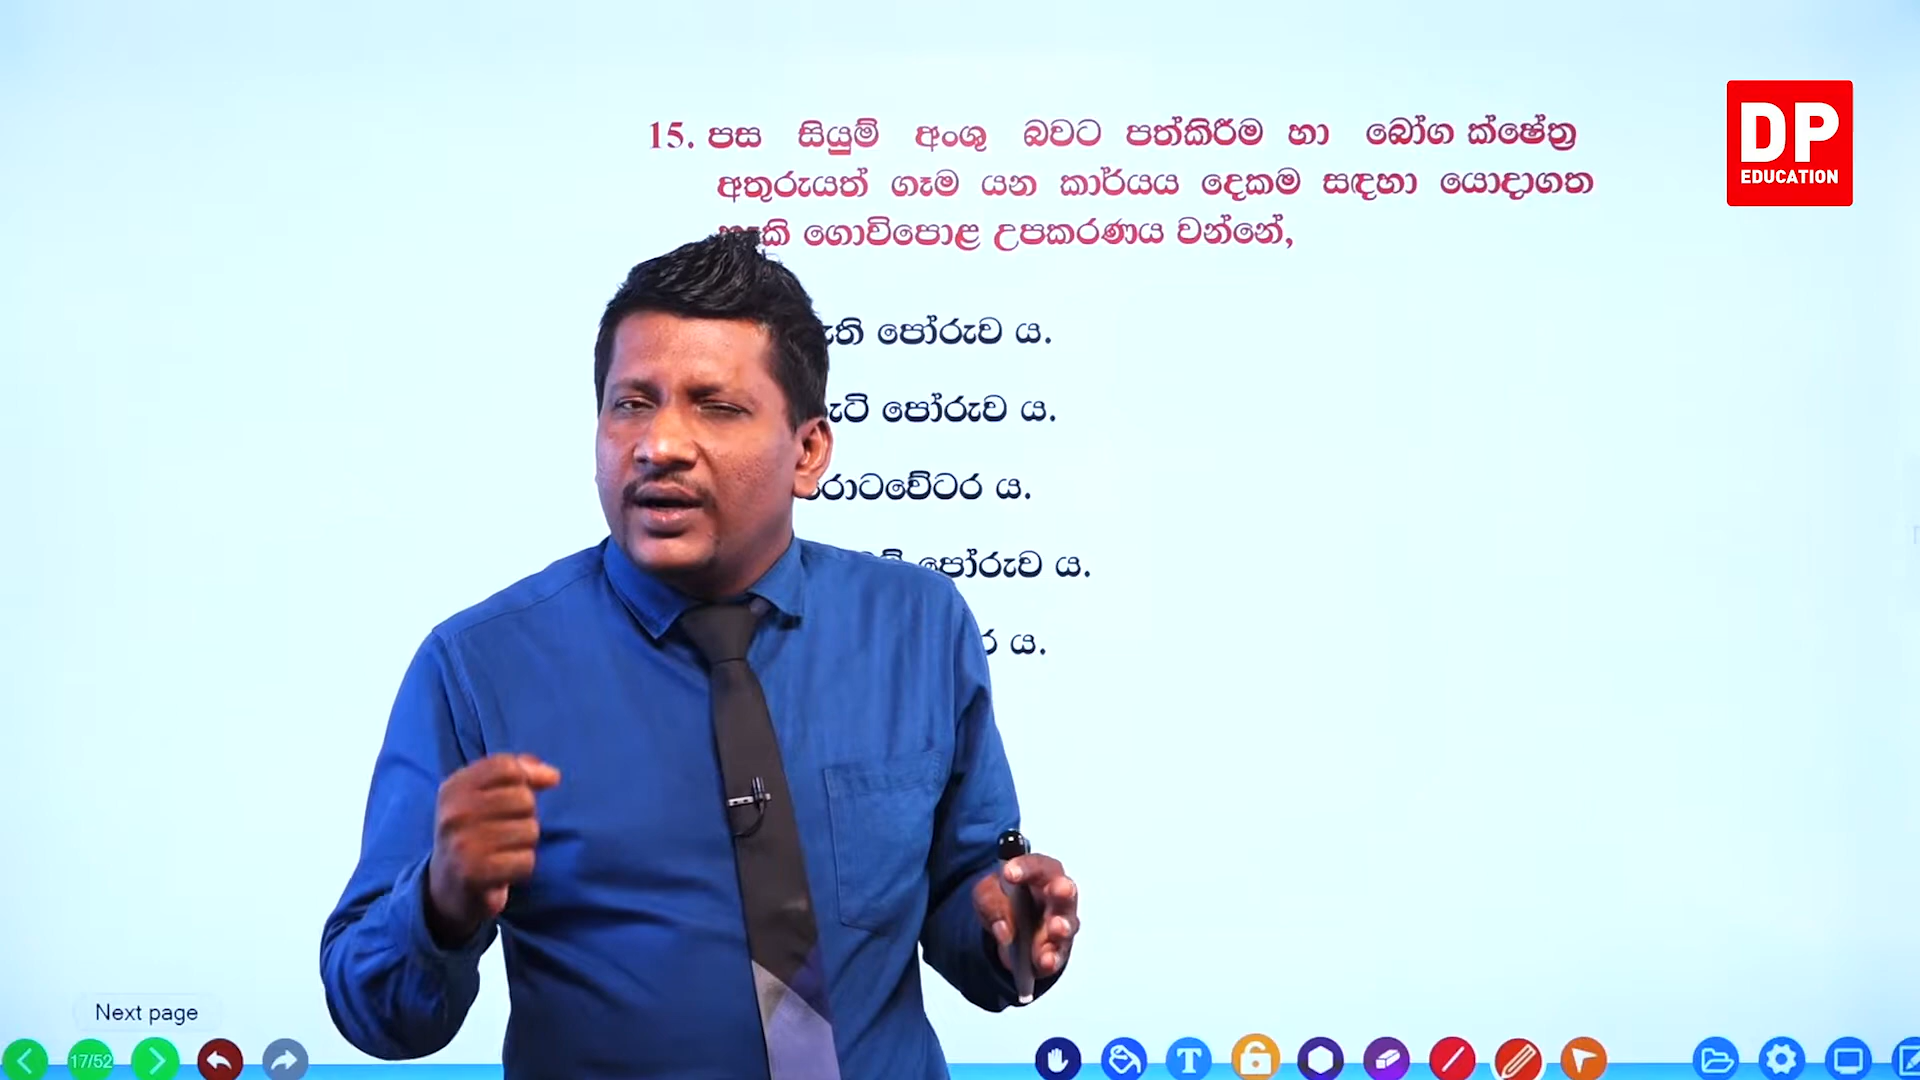 DP
EDUCATION
15. පස සියුම් අංශු බවට පත්කිරීම හා බෝග ක්ෂේත්‍ර
අතුරුයත් ගෑම යන කාර්යය දෙකම සඳහා යොදාගත
ගොවිපොළ උපකරණය වන්නේ,
පෝරුව ය.
පෝරුව ය.
රොටවේටර ය.
පෝරුව ය.
ය.
Next page
17/52
T